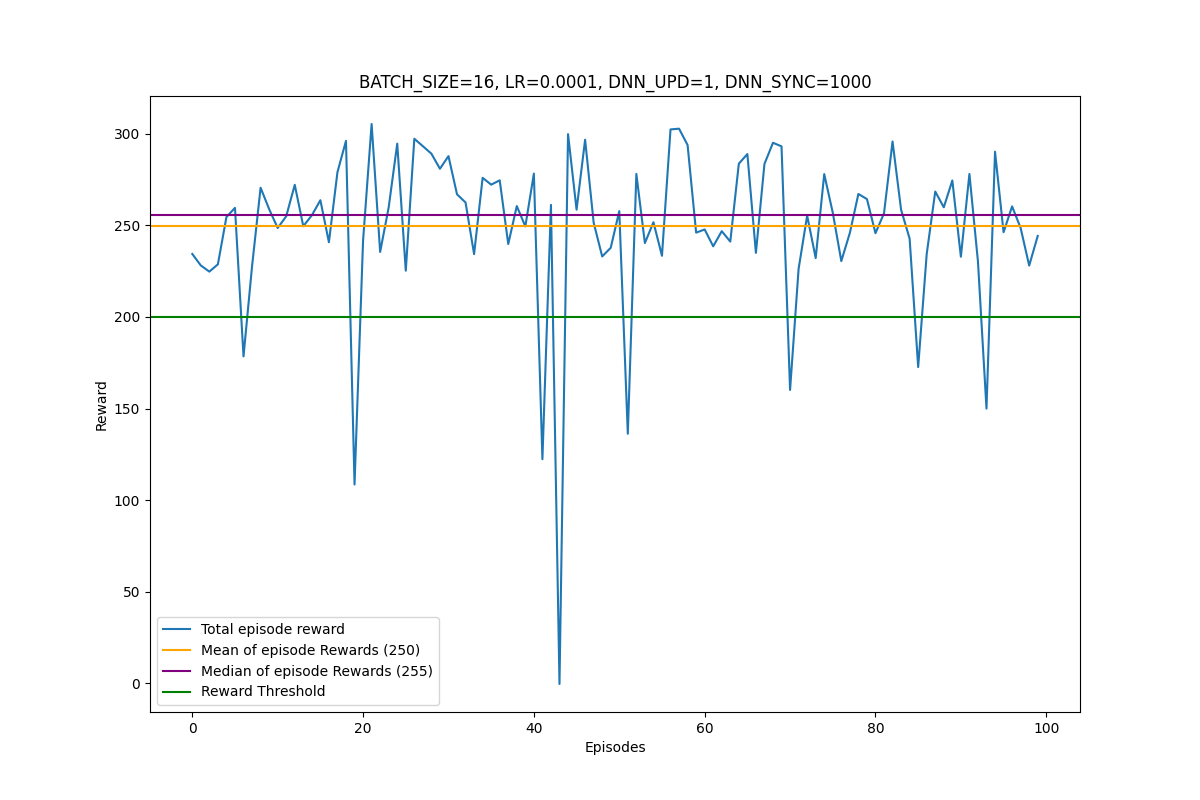 BATCH_SIZE=16, LR=0.0001, DNN_UPD=1, DNN_SYNC=1000
300
250
200
150
100
50
0
Reward
Total episode reward
Mean of episode Rewards (250)
Median of episode Rewards (255)
Reward Threshold
0 20 40 60 80 100
Episodes